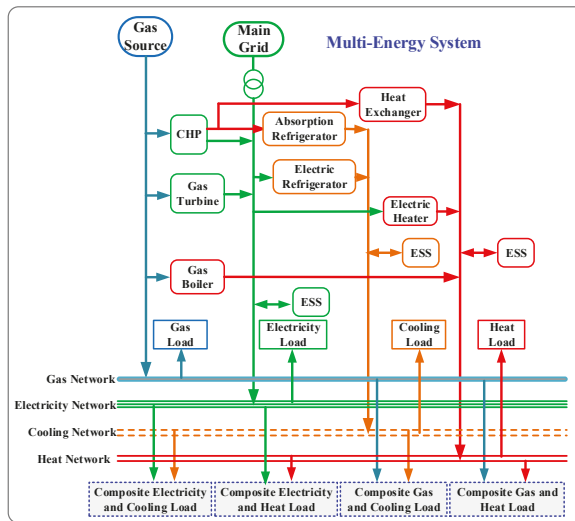 Gas
Source
Main
Grid
Multi-Energy System
Heat
Exchanger
Absorption
Refrigerator
CHP
Electric
Refrigerator
Gas
Turbine
Electric
Heater
ESS
ESS
Gas
Boiler
ESS
Gas
Load
Electricity
Load
Cooling
Load
Heat
Load
Gas Network
Electricity Network
Cooling Network
Heat Network
Composite Electricity
and Cooling Load
Composite Electricity
and Heat Load
Composite Gas
and Cooling Load
Composite Gas and
Heat Load